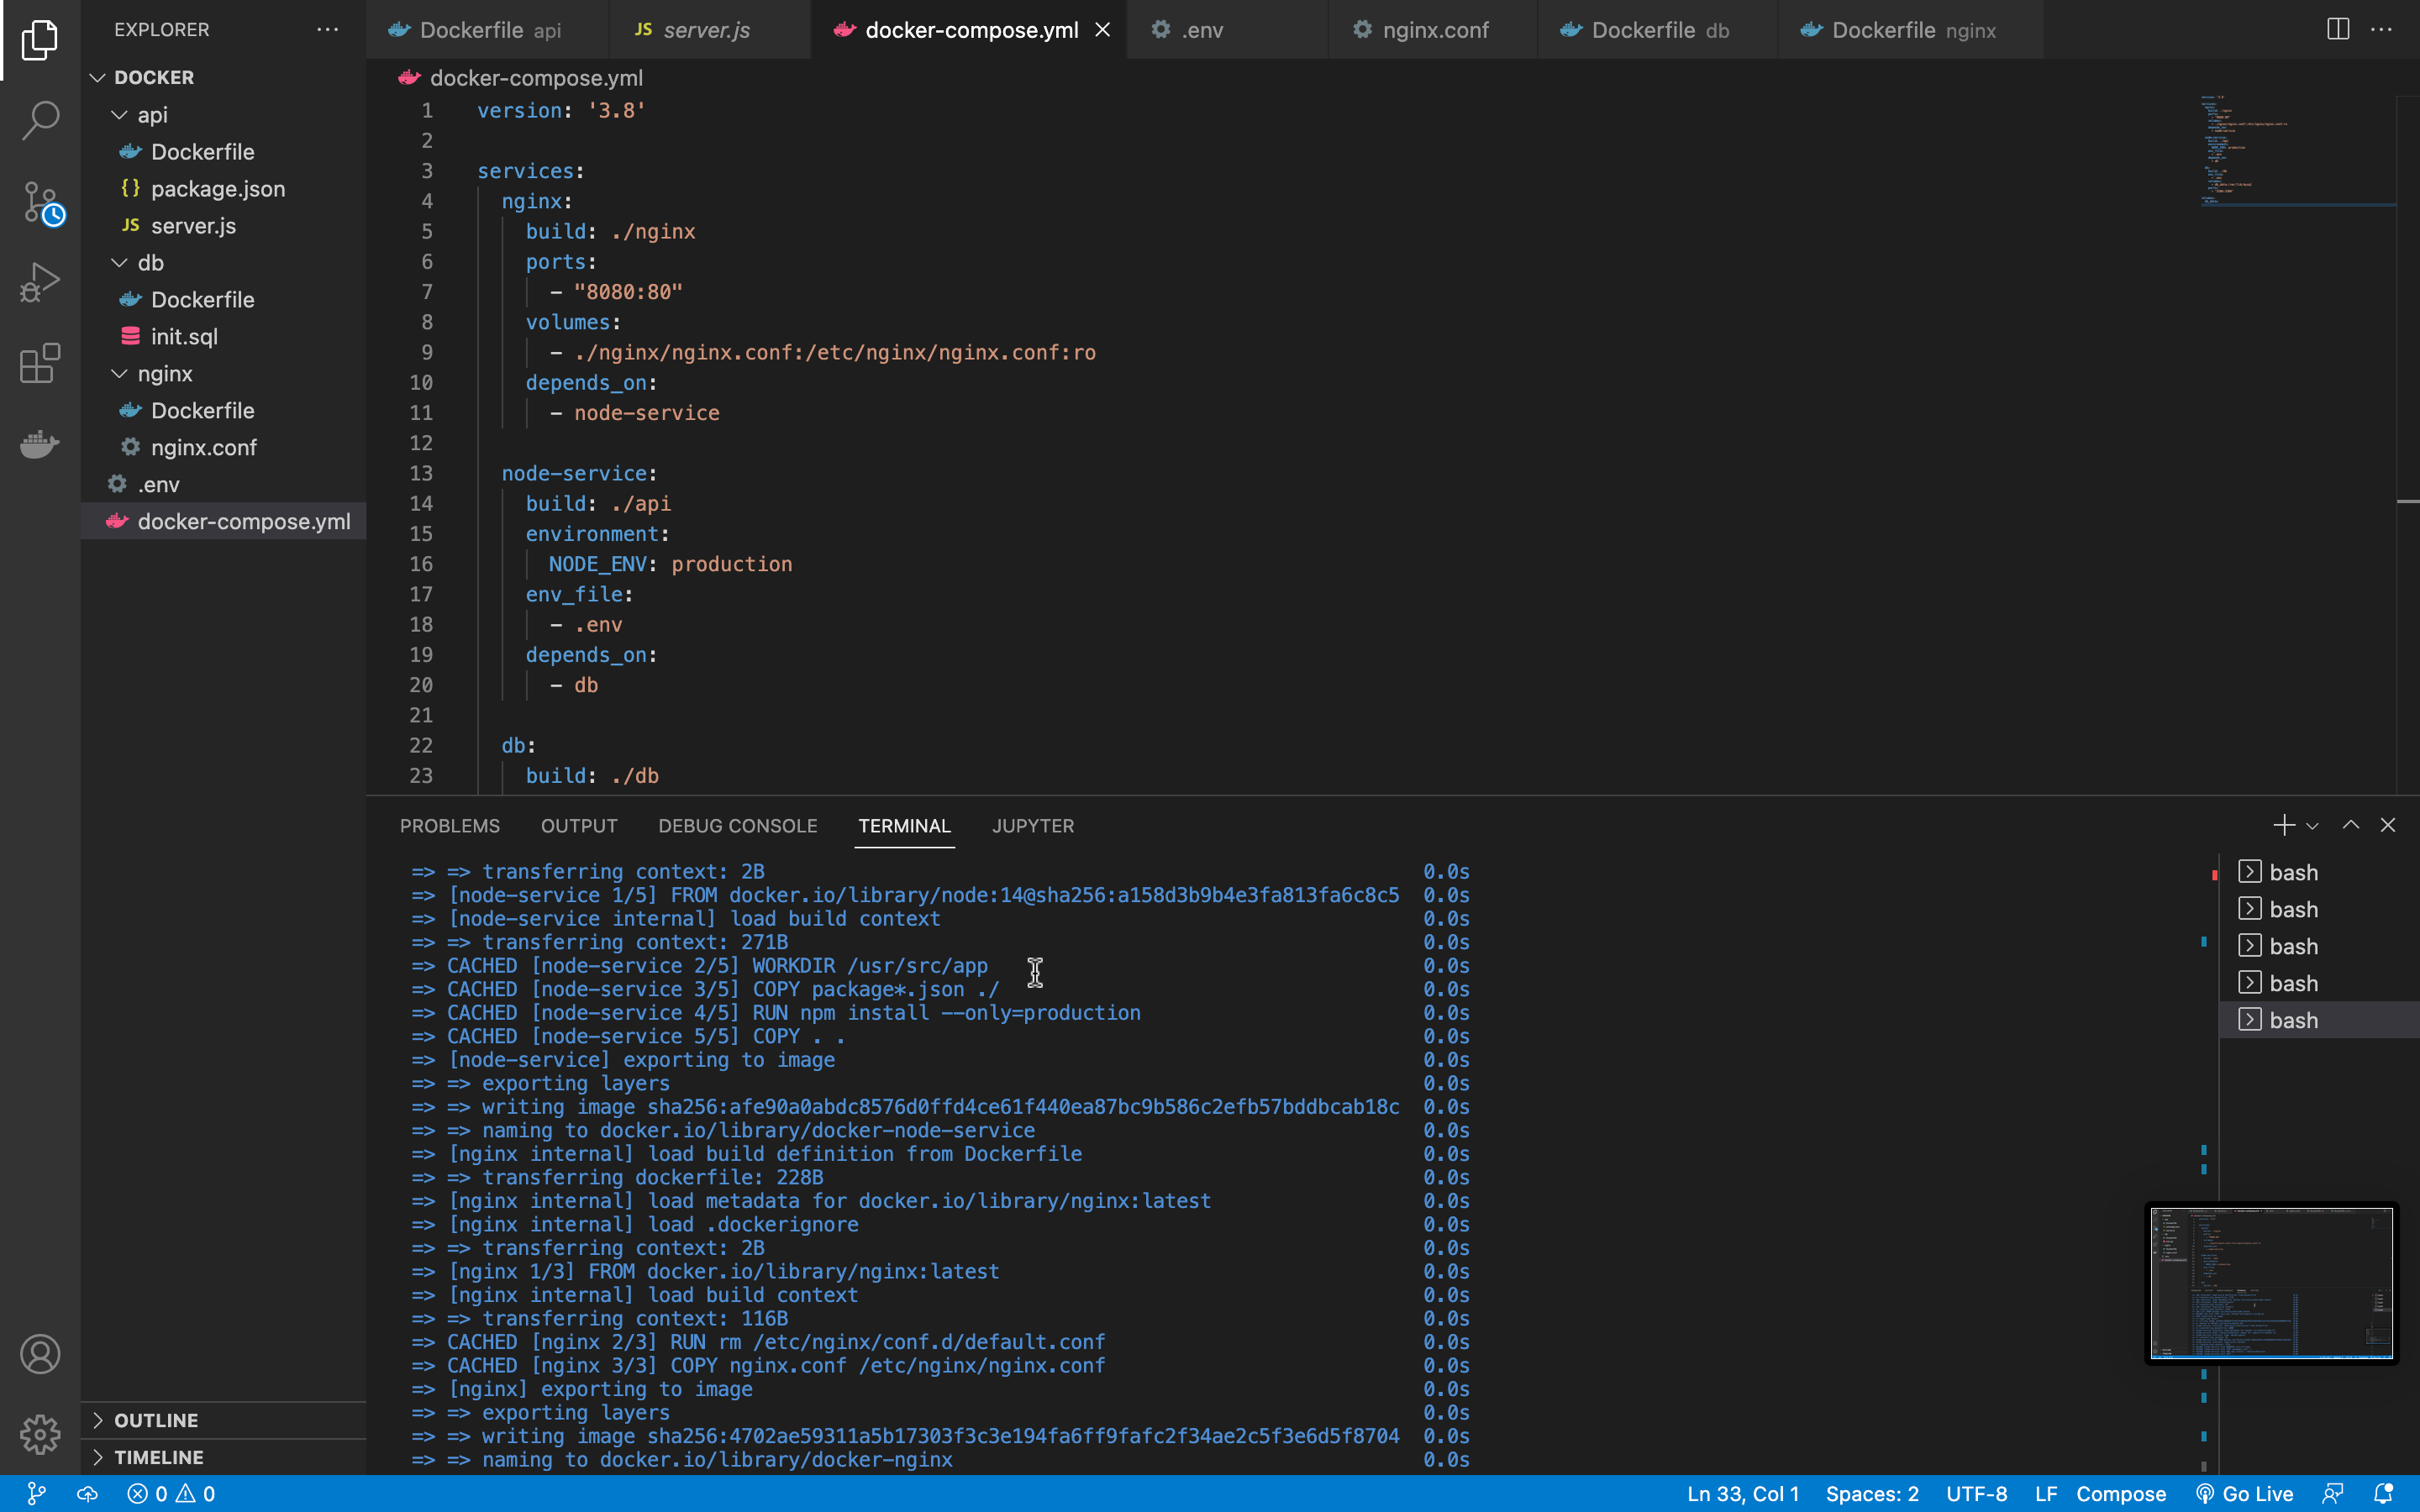 EXPLORER
DOCKER
api
Dockerfile
package.json
JS server.js
db
Dockerfile
init.sql
nginx
Dockerfile
nginx.conf
.env
docker-compose.yml
OUTLINE
TIMELINE
Dockerfile api
JS server.js
docker-compose.yml
.env
nginx.conf
Dockerfile db
Dockerfile nginx
docker-compose.yml
1 version: '3.8'
2
3 services:
4 nginx:
5 build: ./nginx
6 ports:
7 - "8080:80"
8 volumes:
9 - ./nginx/nginx.conf:/etc/nginx/nginx.conf:ro
10 depends_on:
11 - node-service
12
13 node-service:
14 build: ./api
15 environment:
16 NODE_ENV: production
17 env_file:
18 - .env
19 depends_on:
20 - db
21
22 db:
23 build: ./db
PROBLEMS OUTPUT DEBUG CONSOLE TERMINAL JUPYTER
=> => transferring context: 2B 0.0s
=> [node-service 1/5] FROM docker.io/library/node:14@sha256:a158d3b9b4e3fa813fa6c8c5 0.0s
=> [node-service internal] load build context 0.0s
=> => transferring context: 271B 0.0s
=> CACHED [node-service 2/5] WORKDIR /usr/src/app 0.0s
=> CACHED [node-service 3/5] COPY package*.json ./ 0.0s
=> CACHED [node-service 4/5] RUN npm install --only=production 0.0s
=> CACHED [node-service 5/5] COPY . . 0.0s
=> [node-service] exporting to image 0.0s
=> => exporting layers 0.0s
=> => writing image sha256:afe90a0abdc8576d0ffd4ce61f440ea87bc9b586c2efb57bddbcab18c 0.0s
=> => naming to docker.io/library/docker-node-service 0.0s
=> [nginx internal] load build definition from Dockerfile 0.0s
=> => transferring dockerfile: 228B 0.0s
=> [nginx internal] load metadata for docker.io/library/nginx:latest 0.0s
=> [nginx internal] load .dockerignore 0.0s
=> => transferring context: 2B 0.0s
=> [nginx 1/3] FROM docker.io/library/nginx:latest 0.0s
=> [nginx internal] load build context 0.0s
=> => transferring context: 116B 0.0s
=> CACHED [nginx 2/3] RUN rm /etc/nginx/conf.d/default.conf 0.0s
=> CACHED [nginx 3/3] COPY nginx.conf /etc/nginx/nginx.conf 0.0s
=> [nginx] exporting to image 0.0s
=> => exporting layers 0.0s
=> => writing image sha256:4702ae59311a5b17303f3c3e194fa6ff9fafc2f34ae2c5f3e6d5f8704 0.0s
=> => naming to docker.io/library/docker-nginx 0.0s
bash
bash
bash
bash
bash
0 0
Ln 33, Col 1 Spaces: 2 UTF-8 LF Compose Go Live